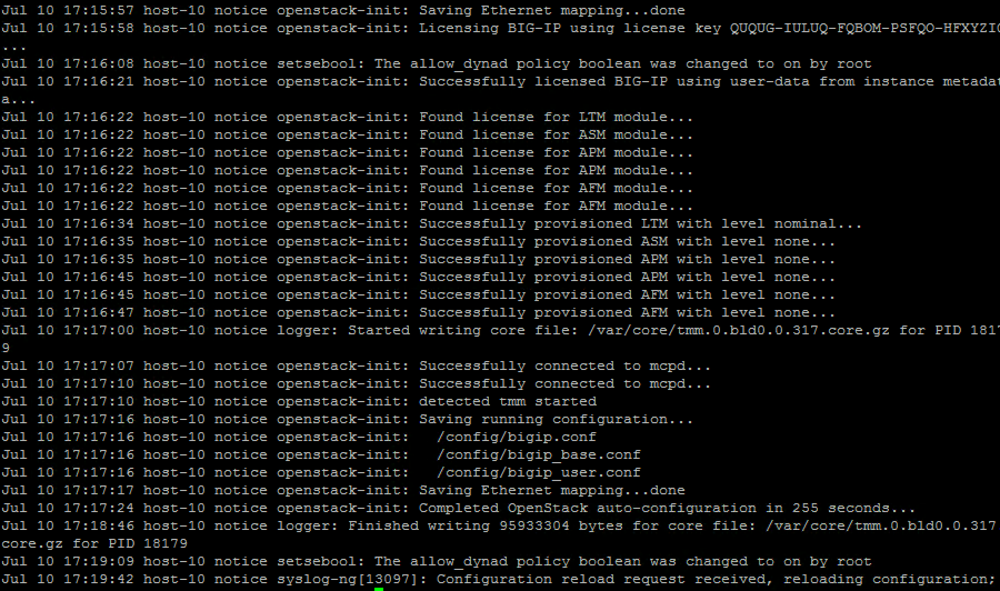 Jul 10 17:15:57 host-10 notice openstack-init: Saving Ethernet mapping...done
Jul 10 17:15:58 host-10 notice openstack-init: Licensing BIG-IP using license key QUQUG-IULUQ-FQBOM-PSFQO-HFXYZI
...
Jul 10 17:16:08 host-10 notice setsebool: The allow_dynad policy boolean was changed to on by root
Jul 10 17:16:21 host-10 notice openstack-init: Successfully licensed BIG-IP using user-data from instance metadat
a...
Jul 10 17:16:22 host-10 notice openstack-init: Found license for LTM module...
Jul 10 17:16:22 host-10 notice openstack-init: Found license for ASM module...
Jul 10 17:16:22 host-10 notice openstack-init: Found license for APM module...
Jul 10 17:16:22 host-10 notice openstack-init: Found license for APM module...
Jul 10 17:16:22 host-10 notice openstack-init: Found license for AFM module...
Jul 10 17:16:22 host-10 notice openstack-init: Found license for AFM module...
Jul 10 17:16:34 host-10 notice openstack-init: Successfully provisioned LTM with level nominal...
Jul 10 17:16:35 host-10 notice openstack-init: Successfully provisioned ASM with level none...
Jul 10 17:16:35 host-10 notice openstack-init: Successfully provisioned APM with level none...
Jul 10 17:16:45 host-10 notice openstack-init: Successfully provisioned APM with level none...
Jul 10 17:16:45 host-10 notice openstack-init: Successfully provisioned AFM with level none...
Jul 10 17:16:47 host-10 notice openstack-init: Successfully provisioned AFM with level none...
Jul 10 17:17:00 host-10 notice logger: Started writing core file: /var/core/tmm.0.bld0.0.317.core.gz for PID 1817
9
Jul 10 17:17:07 host-10 notice openstack-init: Successfully connected to mcpd...
Jul 10 17:17:10 host-10 notice openstack-init: Successfully connected to mcpd...
Jul 10 17:17:10 host-10 notice openstack-init: detected tmm started
Jul 10 17:17:16 host-10 notice openstack-init: Saving running configuration...
Jul 10 17:17:16 host-10 notice openstack-init:   /config/bigip.conf
Jul 10 17:17:16 host-10 notice openstack-init:   /config/bigip_base.conf
Jul 10 17:17:16 host-10 notice openstack-init:   /config/bigip_user.conf
Jul 10 17:17:17 host-10 notice openstack-init: Saving Ethernet mapping...done
Jul 10 17:17:24 host-10 notice openstack-init: Completed OpenStack auto-configuration in 255 seconds...
Jul 10 17:18:46 host-10 notice logger: Finished writing 95933304 bytes for core file: /var/core/tmm.0.bld0.0.317.
core.gz for PID 18179
Jul 10 17:19:09 host-10 notice setsebool: The allow_dynad policy boolean was changed to on by root
Jul 10 17:19:42 host-10 notice syslog-ng[13097]: Configuration reload request received, reloading configuration;